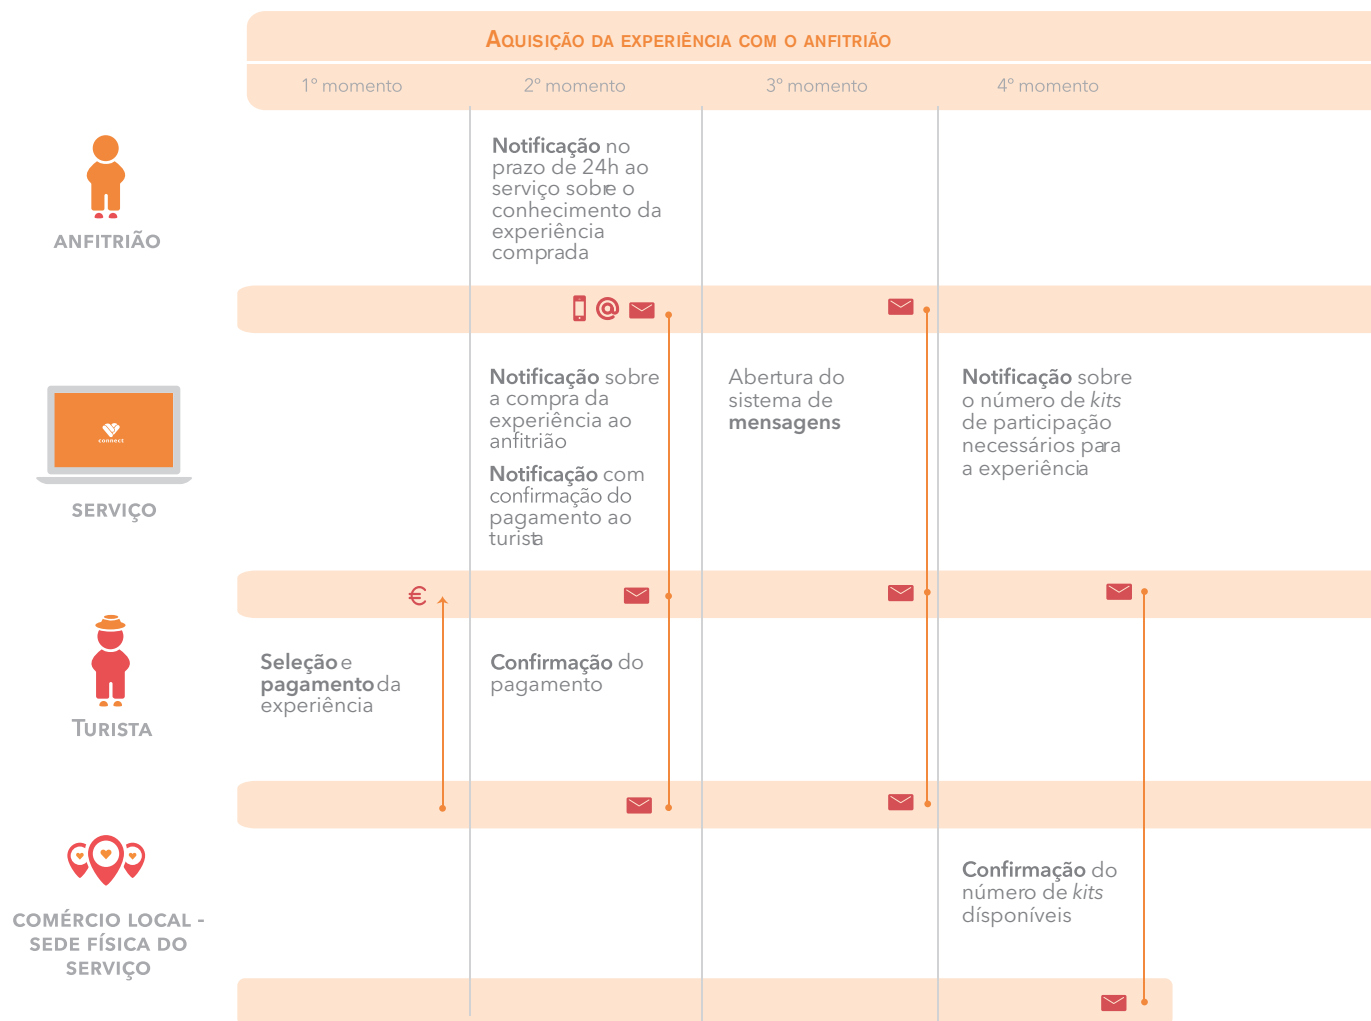 AQUISIÇÃO DA EXPERIÊNCIA COM O ANFITRIÃO
1º momento
2º momento
3º momento
4º momento
ANFITRIÃO
Notificação no
prazo de 24h ao
serviço sobre o
conhecimento da
experiência
comprada
@
connect
SERVIÇO
Notificação sobre
a compra da
experiência ao
anfitrião
Notificação com
confirmação do
pagamento ao
turista
Abertura do
sistema de
mensagens
Notificação sobre
o número de kits
de participação
necessários para
a experiência
€
TURISTA
Seleção e
pagamento da
experiência
Confirmação do
pagamento
COMÉRCIO LOCAL -
SEDE FÍSICA DO
SERVIÇO
Confirmação do
número de kits
dísponíveis